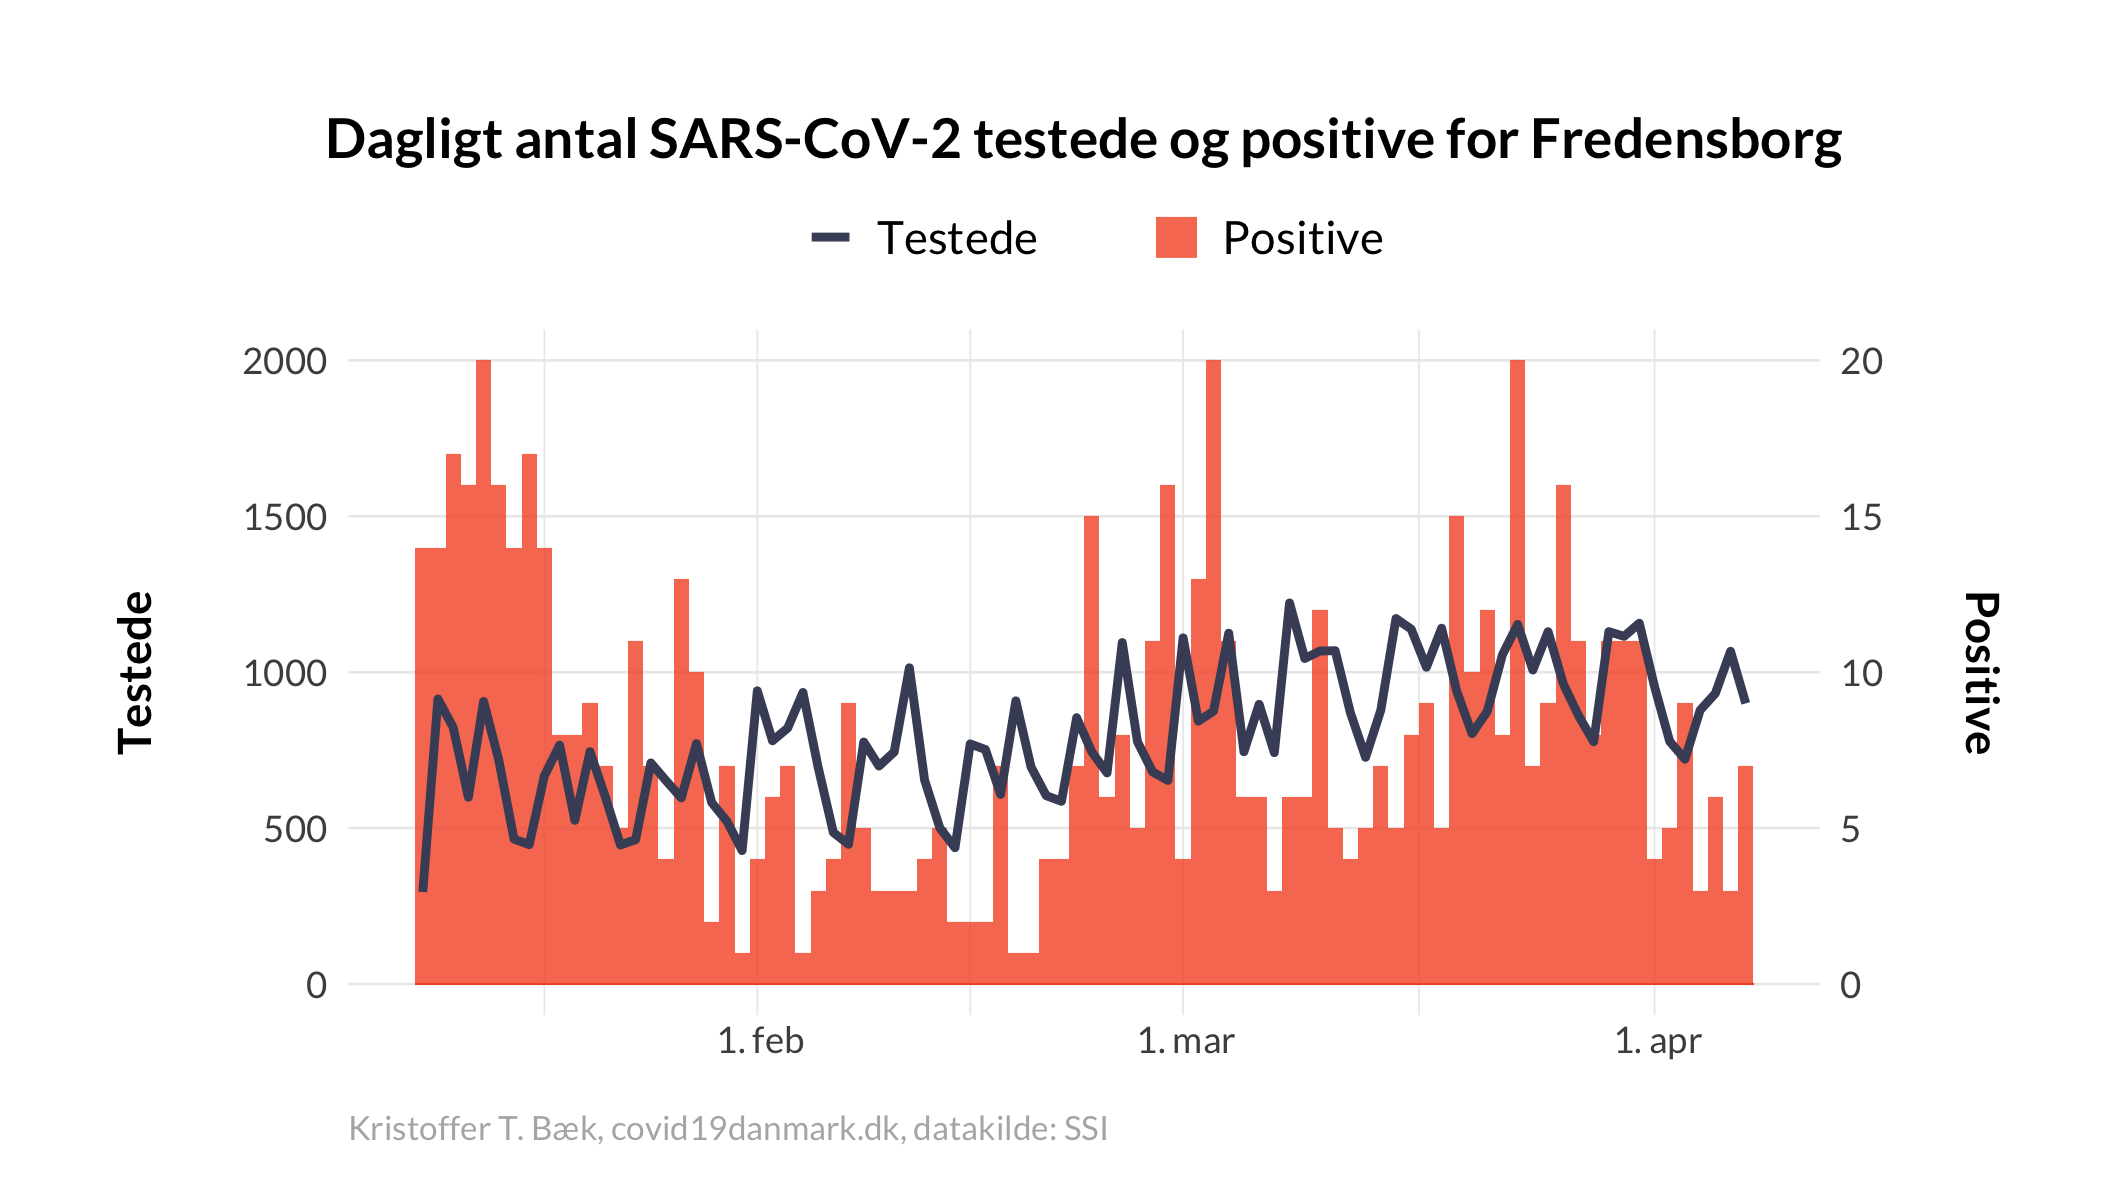 Dagligt antal SARS-CoV-2 testede og positive for Fredensborg
Testede Positive
2000 20
1500 15
1000 10
500 5
0 0
Testede
Positive
1. feb 1. mar 1. apr
Kristoffer T. Bæk, covid19danmark.dk, datakilde: SSI